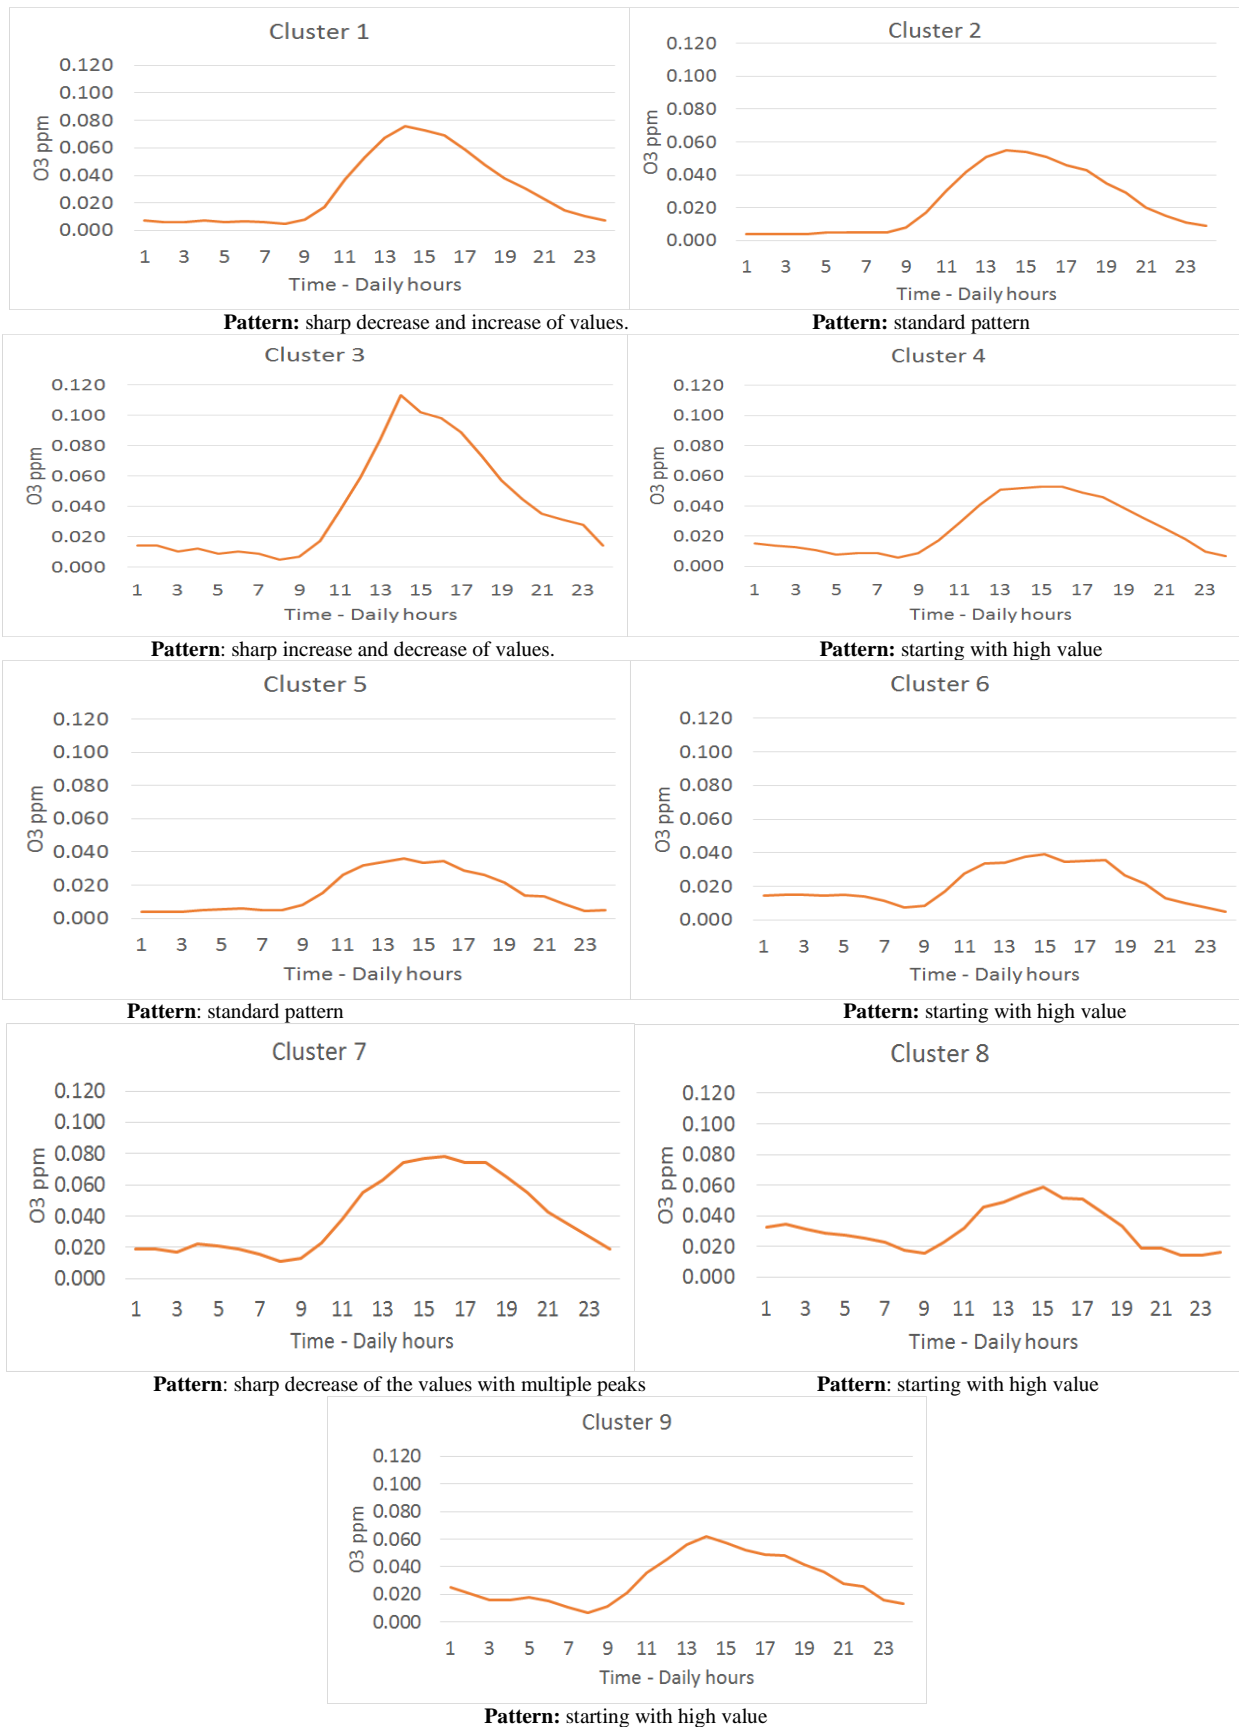 Cluster 1
0.120
0.100
0.080
0.060
0.040
0.020
0.000
O3 ppm
1 3 5 7 9 11 13 15 17 19 21 23
Time - Daily hours
Pattern: sharp decrease and increase of values.
Cluster 2
0.120
0.100
0.080
0.060
0.040
0.020
0.000
O3 ppm
1 3 5 7 9 11 13 15 17 19 21 23
Time - Daily hours
Pattern: standard pattern
Cluster 3
0.120
0.100
0.080
0.060
0.040
0.020
0.000
O3 ppm
1 3 5 7 9 11 13 15 17 19 21 23
Time - Daily hours
Pattern: sharp increase and decrease of values.
Cluster 4
0.120
0.100
0.080
0.060
0.040
0.020
0.000
O3 ppm
1 3 5 7 9 11 13 15 17 19 21 23
Time - Daily hours
Pattern: starting with high value
Cluster 5
0.120
0.100
0.080
0.060
0.040
0.020
0.000
O3 ppm
1 3 5 7 9 11 13 15 17 19 21 23
Time - Daily hours
Pattern: standard pattern
Cluster 6
0.120
0.100
0.080
0.060
0.040
0.020
0.000
O3 ppm
1 3 5 7 9 11 13 15 17 19 21 23
Time - Daily hours
Pattern: starting with high value
Cluster 7
0.120
0.100
0.080
0.060
0.040
0.020
0.000
O3 ppm
1 3 5 7 9 11 13 15 17 19 21 23
Time - Daily hours
Pattern: sharp decrease of the values with multiple peaks
Cluster 8
0.120
0.100
0.080
0.060
0.040
0.020
0.000
O3 ppm
1 3 5 7 9 11 13 15 17 19 21 23
Time - Daily hours
Pattern: starting with high value
Cluster 9
0.120
0.100
0.080
0.060
0.040
0.020
0.000
O3 ppm
1 3 5 7 9 11 13 15 17 19 21 23
Time - Daily hours
Pattern: starting with high value